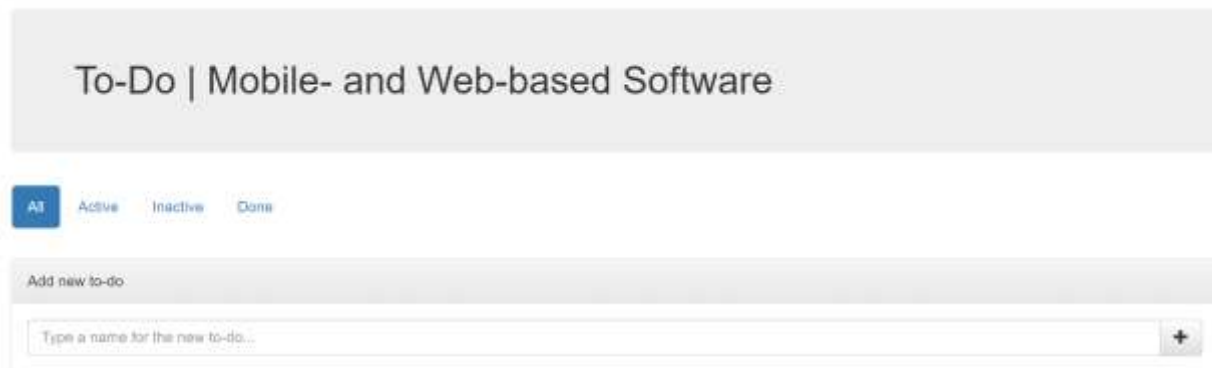 To-Do | Mobile- and Web-based Software
All Active Inactive Done
Add new to-do
Type a name for the new to-do...